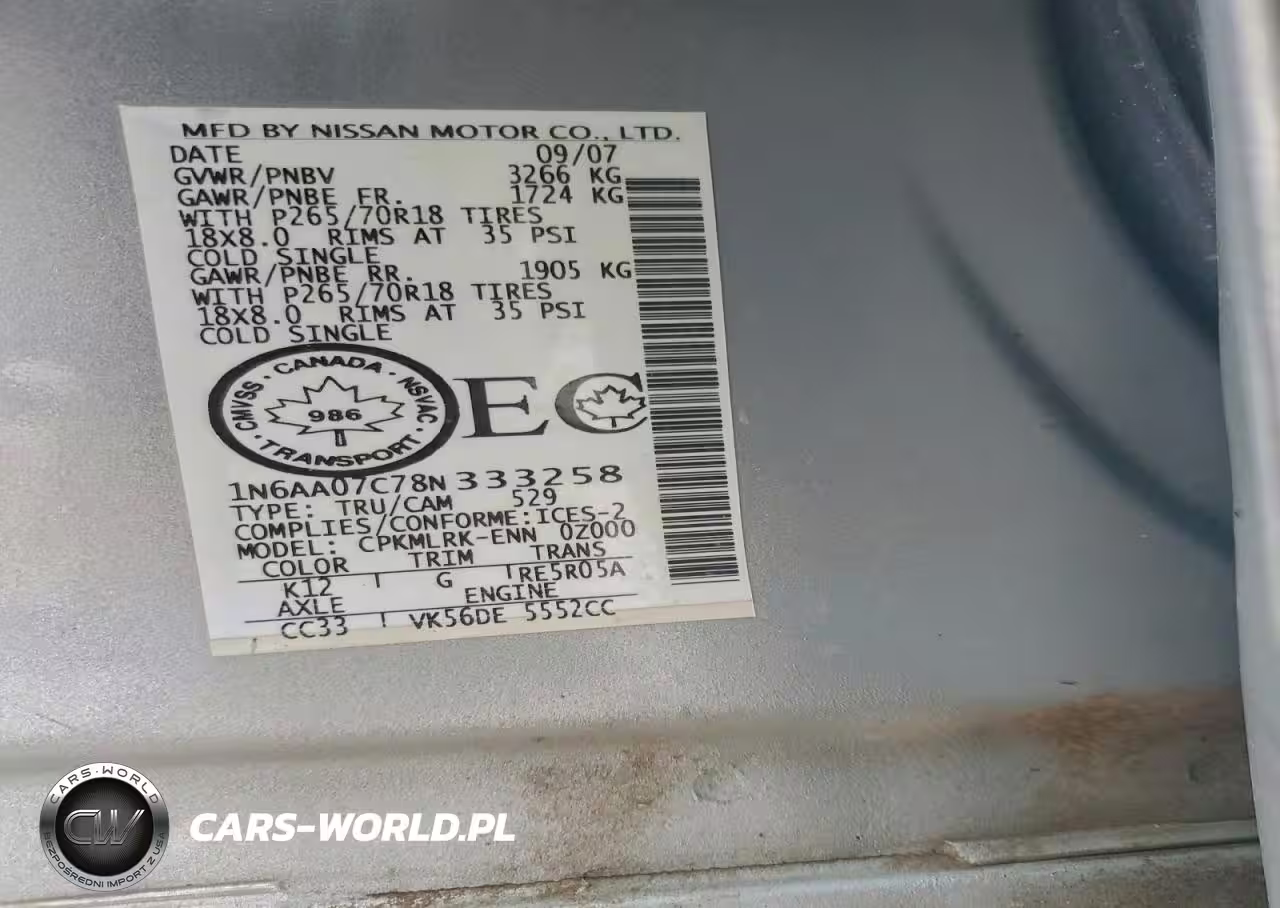 MFD BY NISSAN MOTOR CO., LTD.
DATE 09/07
GVWR/PNBV 3266 KG
GAWR/PNBE FR. 1724 KG
WITH P265/70R18 TIRES
18X8.0 RIMS AT 35 PSI
COLD SINGLE
GAWR/PNBE RR. 1905 KG
WITH P265/70R18 TIRES
18X8.0 RIMS AT 35 PSI
COLD SINGLE
CMVSS · CANADA · NSVAC · TRANSPORT ·
986
EC
1N6AA07C78N333258
TYPE: TRU/CAM 529
COMPLIES/CONFORME:ICES-2
MODEL: CPKMLRK-ENN 0Z000
COLOR TRIM TRANS
K12 G RE5R05A
AXLE ENGINE
CC33 VK56DE 5552CC
CARS-WORLD
CW
BEZPOŚREDNI IMPORT Z USA
CARS-WORLD.PL